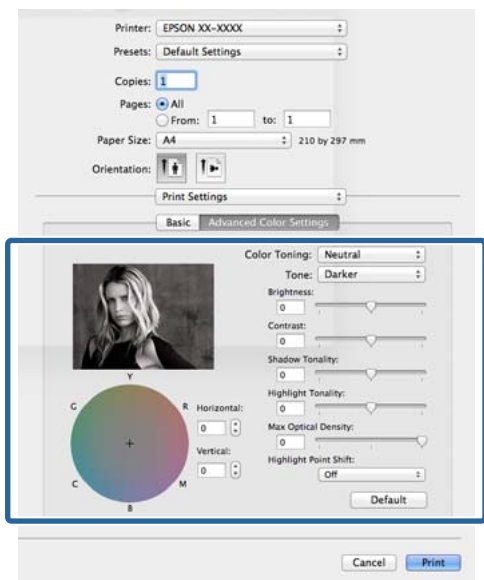 Printer: EPSON XX-XXXX
Presets: Default Settings
Copies: 1
Pages: All
From: 1 to: 1
Paper Size: A4 210 by 297 mm
Orientation:
Print Settings
Basic Advanced Color Settings
Color Toning: Neutral
Tone: Darker
Brightness:
0
Contrast:
0
Shadow Tonality:
0
Highlight Tonality:
0
Max Optical Density:
0
Highlight Point Shift:
Off
Default
Y
G R
C M
B
Horizontal:
0
Vertical:
0
Cancel Print